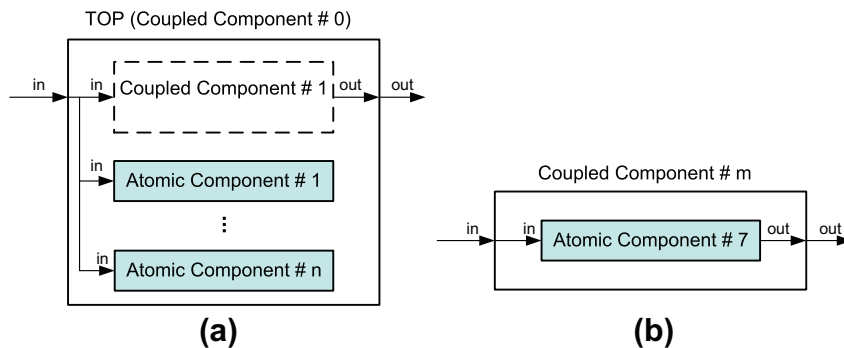 TOP (Coupled Component # 0)
in
in
Coupled Component # 1
out
out
in
Atomic Component # 1
...
in
Atomic Component # n
(a)
Coupled Component # m
in
in
Atomic Component # 7
out
out
(b)